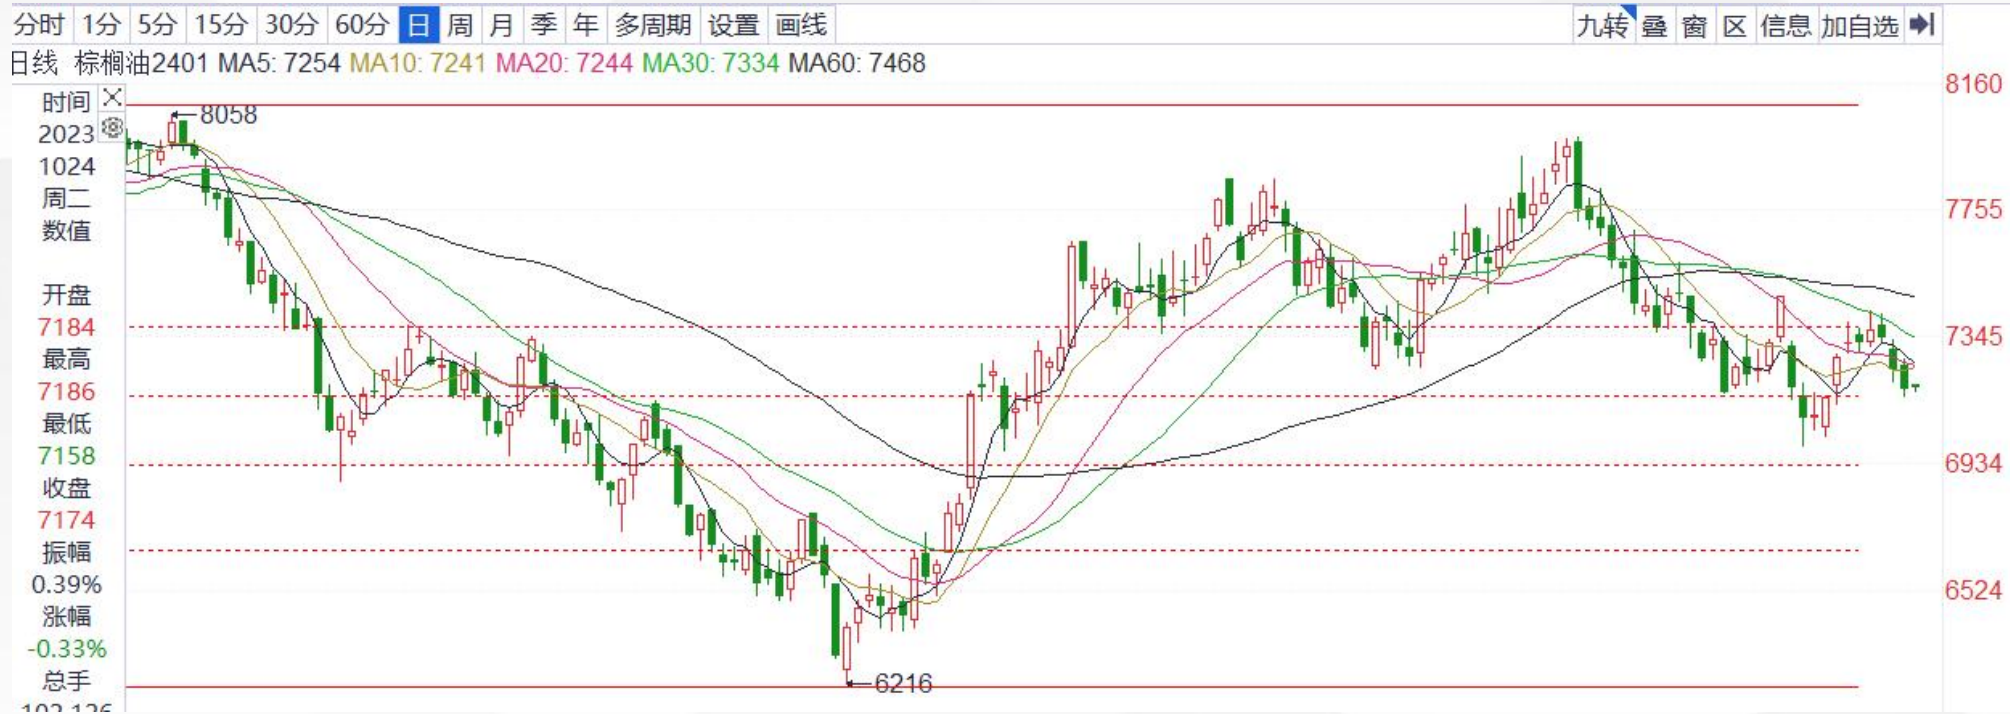 分时 1分 5分 15分 30分 60分 日 周 月 季 年 多周期 设置 画线 九转 叠 窗 区 信息 加自选
日线 棕榈油2401 MA5: 7254 MA10: 7241 MA20: 7244 MA30: 7334 MA60: 7468
时间
2023
1024
周二
数值
开盘
7184
最高
7186
最低
7158
收盘
7174
振幅
0.39%
涨幅
-0.33%
总手
8058
6216
8160
7755
7345
6934
6524